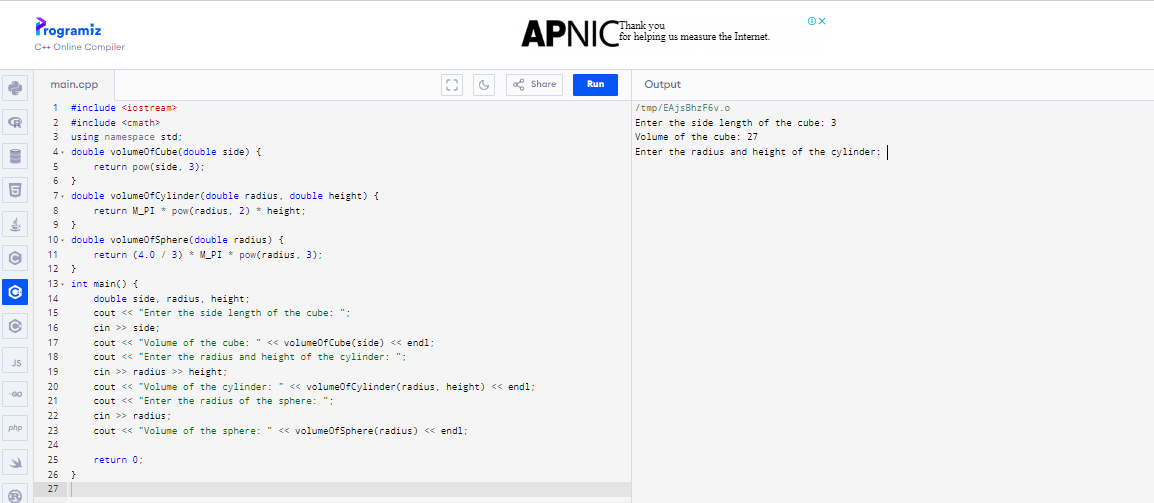 Programiz
C++ Online Compiler
APNIC
Thank you
for helping us measure the Internet.
main.cpp
Share
Run
Output
1 #include <iostream>
2 #include <cmath>
3 using namespace std;
4 double volumeOfCube(double side) {
5     return pow(side, 3);
6 }
7 double volumeOfCylinder(double radius, double height) {
8     return M_PI * pow(radius, 2) * height;
9 }
10 double volumeOfSphere(double radius) {
11     return (4.0 / 3) * M_PI * pow(radius, 3);
12 }
13 int main() {
14     double side, radius, height;
15     cout << "Enter the side length of the cube: ";
16     cin >> side;
17     cout << "Volume of the cube: " << volumeOfCube(side) << endl;
18     cout << "Enter the radius and height of the cylinder: ";
19     cin >> radius >> height;
20     cout << "Volume of the cylinder: " << volumeOfCylinder(radius, height) << endl;
21     cout << "Enter the radius of the sphere: ";
22     cin >> radius;
23     cout << "Volume of the sphere: " << volumeOfSphere(radius) << endl;
24
25     return 0;
26 }
27
/tmp/EAjsBhzF6v.o
Enter the side length of the cube: 3
Volume of the cube: 27
Enter the radius and height of the cylinder:
JS
GO
php